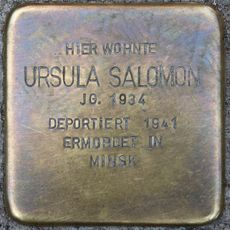 HIER WOHNTE
URSULA SALOMON
JG. 1934
DEPORTIERT 1941
ERMORDET IN
MINSK